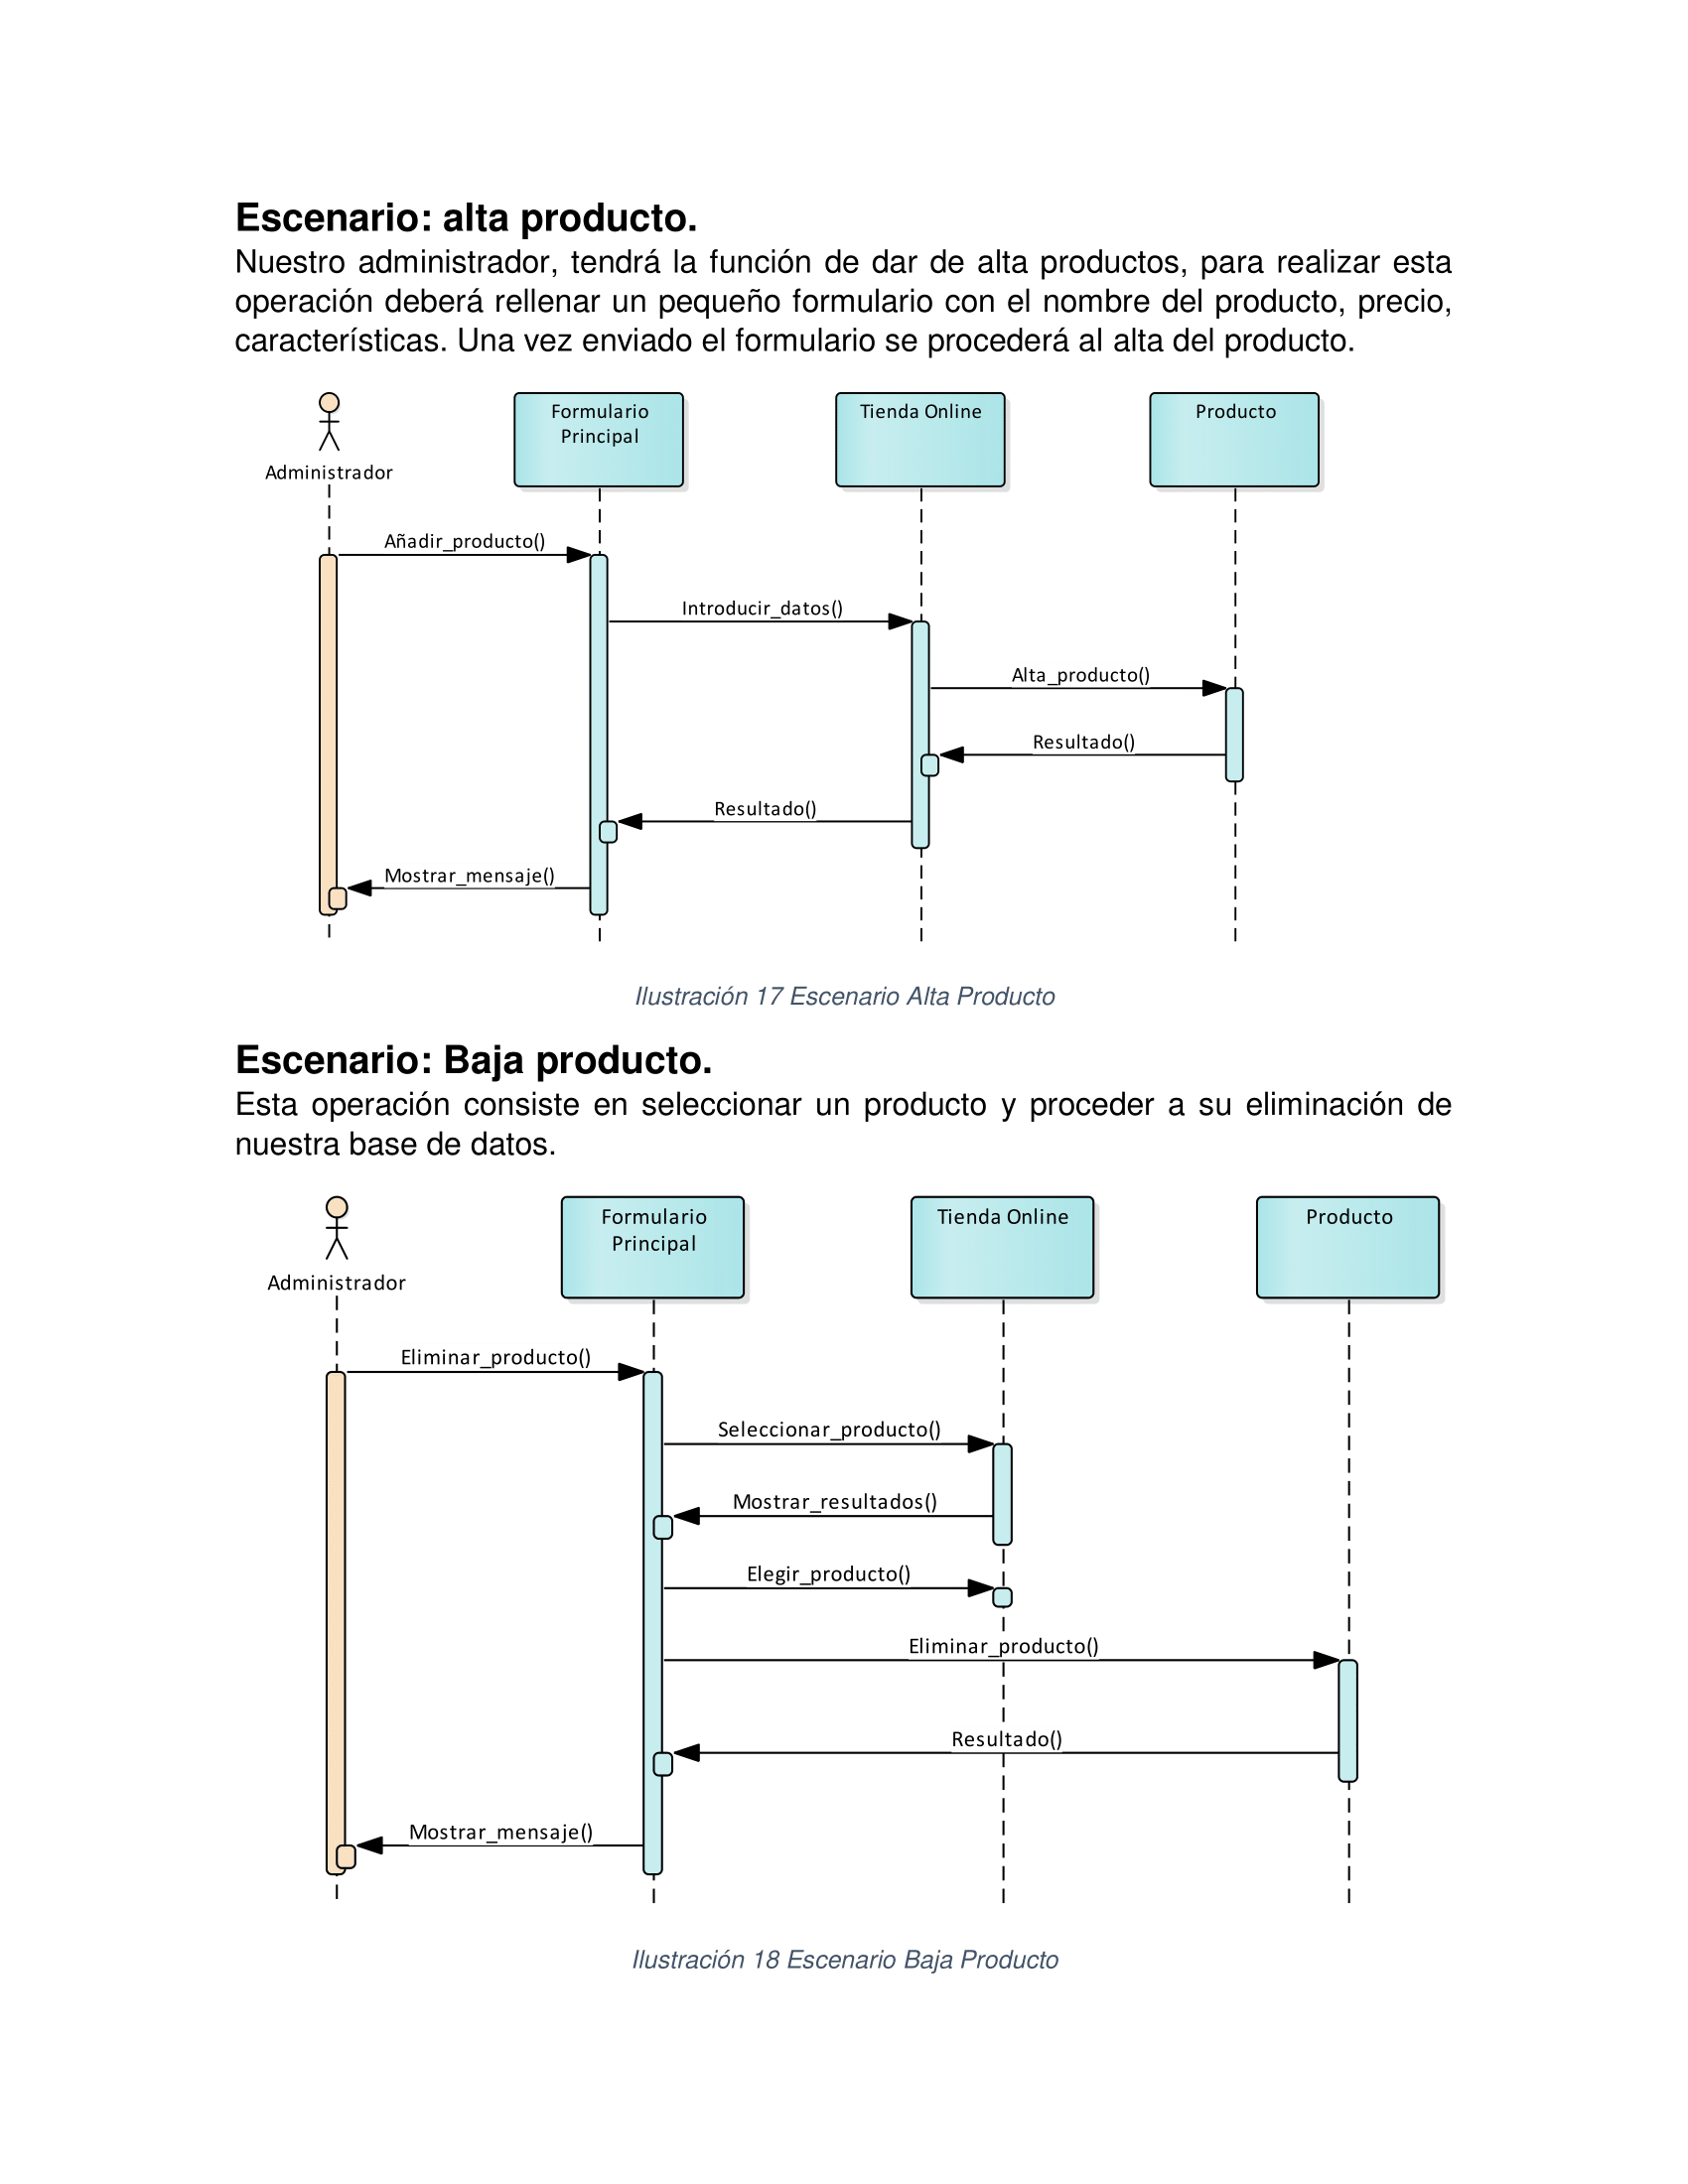 Escenario: alta producto.
Nuestro administrador, tendrá la función de dar de alta productos, para realizar esta
operación deberá rellenar un pequeño formulario con el nombre del producto, precio,
características. Una vez enviado el formulario se procederá al alta del producto.
Administrador
Formulario
Principal
Tienda Online
Producto
Añadir_producto()
Introducir_datos()
Alta_producto()
Resultado()
Resultado()
Mostrar_mensaje()
Ilustración 17 Escenario Alta Producto
Escenario: Baja producto.
Esta operación consiste en seleccionar un producto y proceder a su eliminación de
nuestra base de datos.
Administrador
Formulario
Principal
Tienda Online
Producto
Eliminar_producto()
Seleccionar_producto()
Mostrar_resultados()
Elegir_producto()
Eliminar_producto()
Resultado()
Mostrar_mensaje()
Ilustración 18 Escenario Baja Producto